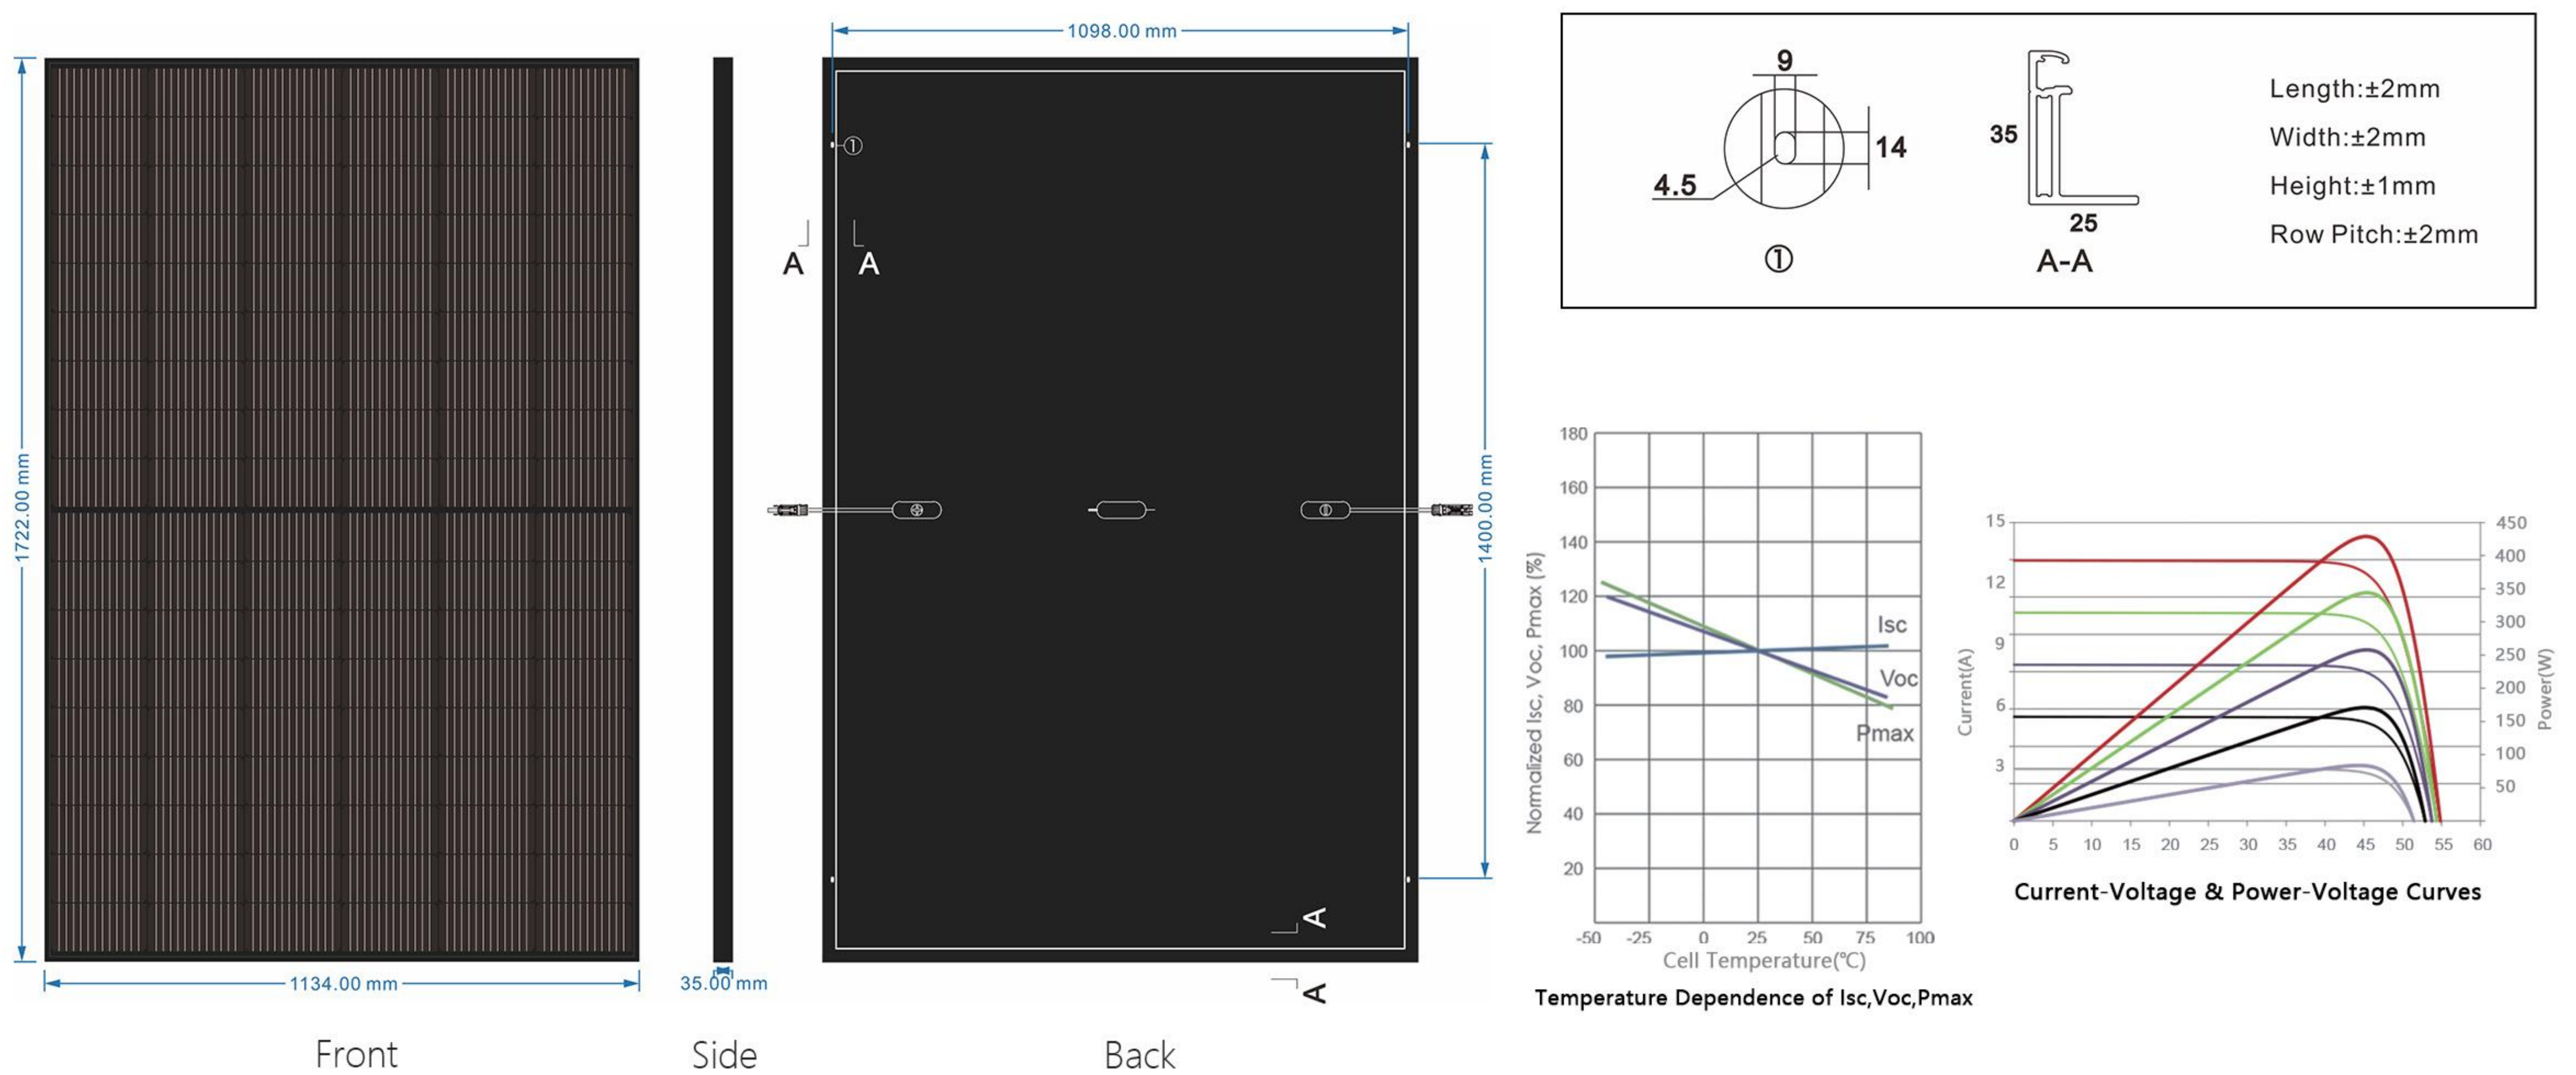 1722.00 mm
1134.00 mm
Front
35.00 mm
Side
1098.00 mm
①
A A
1400.00 mm
A
A
Back
9
14
4.5
①
35
25
A-A
Length:±2mm
Width:±2mm
Height:±1mm
Row Pitch:±2mm
Normalized Isc, Voc, Pmax (%)
180
160
140
120
100
80
60
40
20
Isc
Voc
Pmax
-50 -25 0 25 50 75 100
Cell Temperature(℃)
Temperature Dependence of Isc,Voc,Pmax
Current(A)
15
12
9
6
3
450
400
350
300
250
200
150
100
50
Power(W)
0 5 10 15 20 25 30 35 40 45 50 55 60
Current-Voltage & Power-Voltage Curves